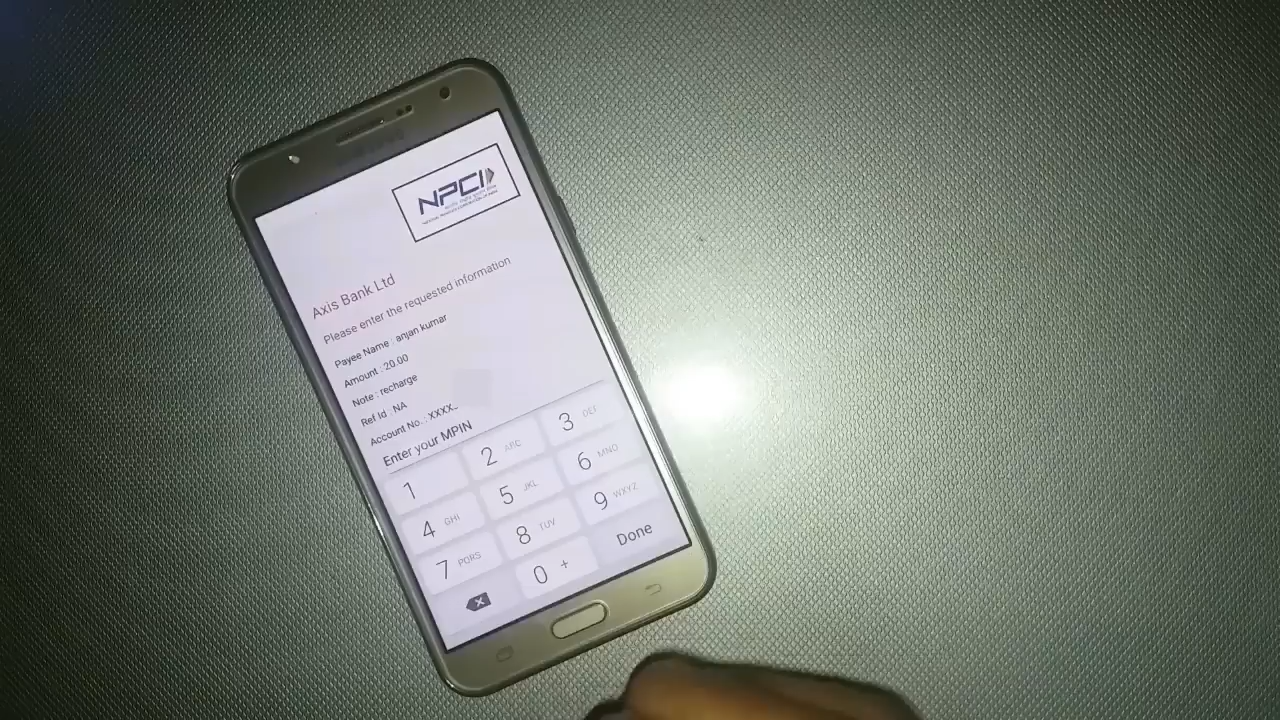 NPCI
Axis Bank Ltd
Please enter the requested information
Payee Name : anjan kumar
Amount : 20.00
Note : recharge
Ref Id : NA
Account No. : XXXX..
Enter your MPIN
1
2 ABC
3 DEF
4 GHI
5 JKL
6 MNO
7 PQRS
8 TUV
9 WXYZ
0 +
Done